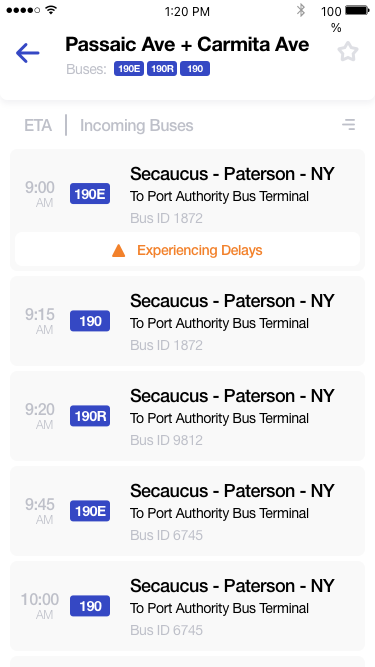 1:20 PM 100 %
Passaic Ave + Carmita Ave
Buses: 190E 190R 190
ETA Incoming Buses
9:00 AM 190E Secaucus - Paterson - NY
To Port Authority Bus Terminal
Bus ID 1872
Experiencing Delays
9:15 AM 190 Secaucus - Paterson - NY
To Port Authority Bus Terminal
Bus ID 1872
9:20 AM 190R Secaucus - Paterson - NY
To Port Authority Bus Terminal
Bus ID 9812
9:45 AM 190E Secaucus - Paterson - NY
To Port Authority Bus Terminal
Bus ID 6745
10:00 AM 190 Secaucus - Paterson - NY
To Port Authority Bus Terminal
Bus ID 6745